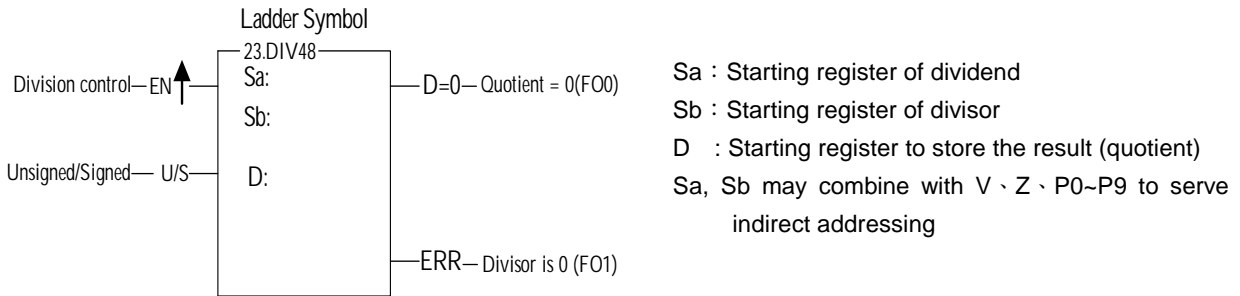 Ladder Symbol
23.DIV48
Division control EN Sa: D=0 Quotient = 0(FO0)
Sb:
Unsigned/Signed U/S D:
ERR Divisor is 0 (FO1)
Sa：Starting register of dividend
Sb：Starting register of divisor
D : Starting register to store the result (quotient)
Sa, Sb may combine with V、Z、P0~P9 to serve
indirect addressing